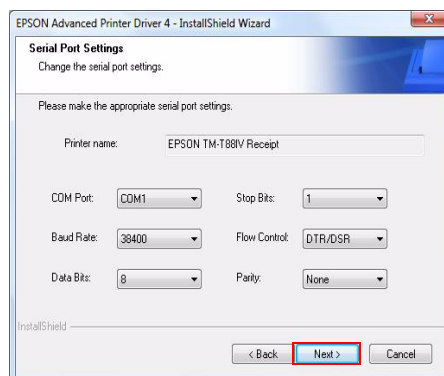 EPSON Advanced Printer Driver 4 - InstallShield Wizard
Serial Port Settings
Change the serial port settings.
Please make the appropriate serial port settings.
Printer name: EPSON TM-T88IV Receipt
COM Port: COM1 Stop Bits: 1
Baud Rate: 38400 Flow Control: DTR/DSR
Data Bits: 8 Parity: None
InstallShield
< Back Next > Cancel